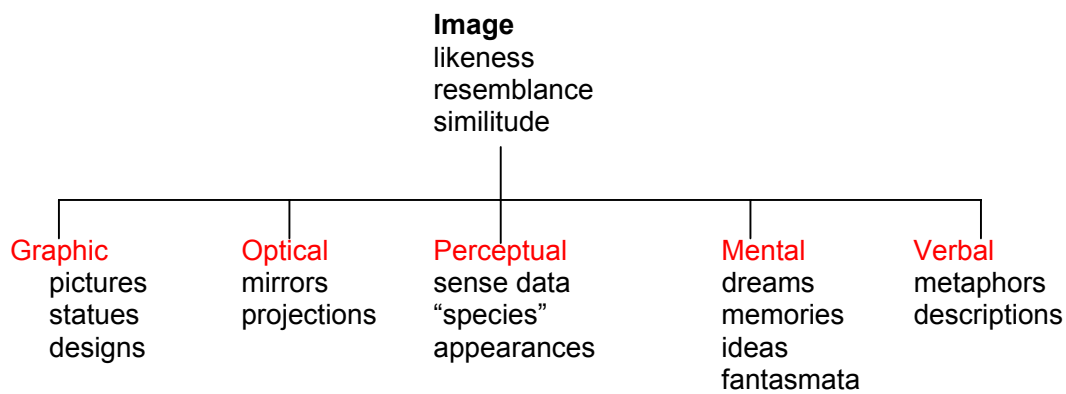 Image
likeness
resemblance
similitude
Graphic
pictures
statues
designs
Optical
mirrors
projections
Perceptual
sense data
“species”
appearances
Mental
dreams
memories
ideas
fantasmata
Verbal
metaphors
descriptions